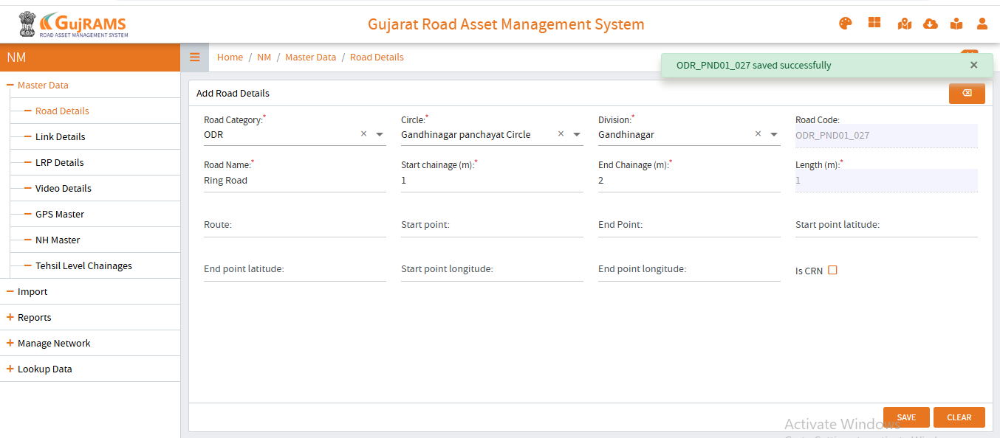 GujRAMS
ROAD ASSET MANAGEMENT SYSTEM
Gujarat Road Asset Management System
NM
Home / NM / Master Data / Road Details
ODR_PND01_027 saved successfully ×
Master Data
Road Details
Link Details
LRP Details
Video Details
GPS Master
NH Master
Tehsil Level Chainages
Import
Reports
Manage Network
Lookup Data
Add Road Details
Road Category:* Circle:* Division:* Road Code:
ODR × Gandhinagar panchayat Circle × Gandhinagar × ODR_PND01_027
Road Name:* Start chainage (m):* End Chainage (m):* Length (m):*
Ring Road 1 2 1
Route: Start point: End Point: Start point latitude:
End point latitude: Start point longitude: End point longitude: Is CRN
SAVE CLEAR
Activate Windows